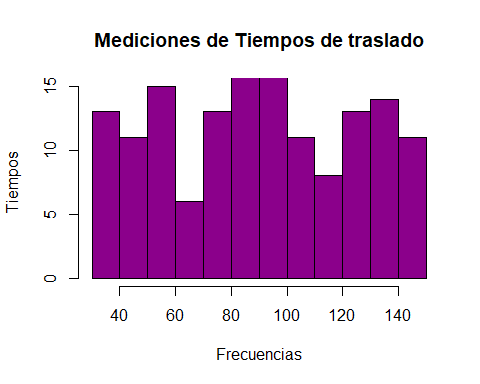 Mediciones de Tiempos de traslado
Tiempos
15
10
5
0
40 60 80 100 120 140
Frecuencias